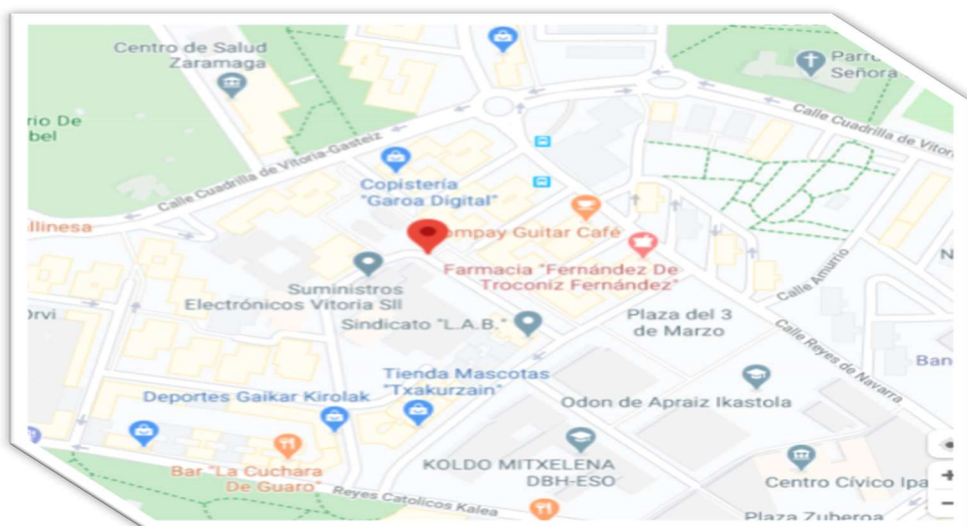 Centro de Salud
Zaramaga
Parru
Señora
rio De
bel
Calle Cuadrilla de Vitori
Calle Cuadrilla de Vitoria-Gasteiz
Copistería
"Garoa Digital"
llinesa
ompay Guitar Café
Farmacia "Fernández De
Troconiz Fernández"
Suministros
Electrónicos Vitoria Sll
Calle Amurrio
N
Orvi
Sindicato "L.A.B."
Plaza del 3
de Marzo
Calle Reyes de Navarra
Ban
Tienda Mascotas
"Txakurzain"
Deportes Gaikar Kirolak
Odon de Apraiz Ikastola
KOLDO MITXELENA
DBH-ESO
Bar "La Cuchara
De Guaro"
Centro Cívico Ipa
Reyes Catolicos Kalea
Plaza Zuberoa